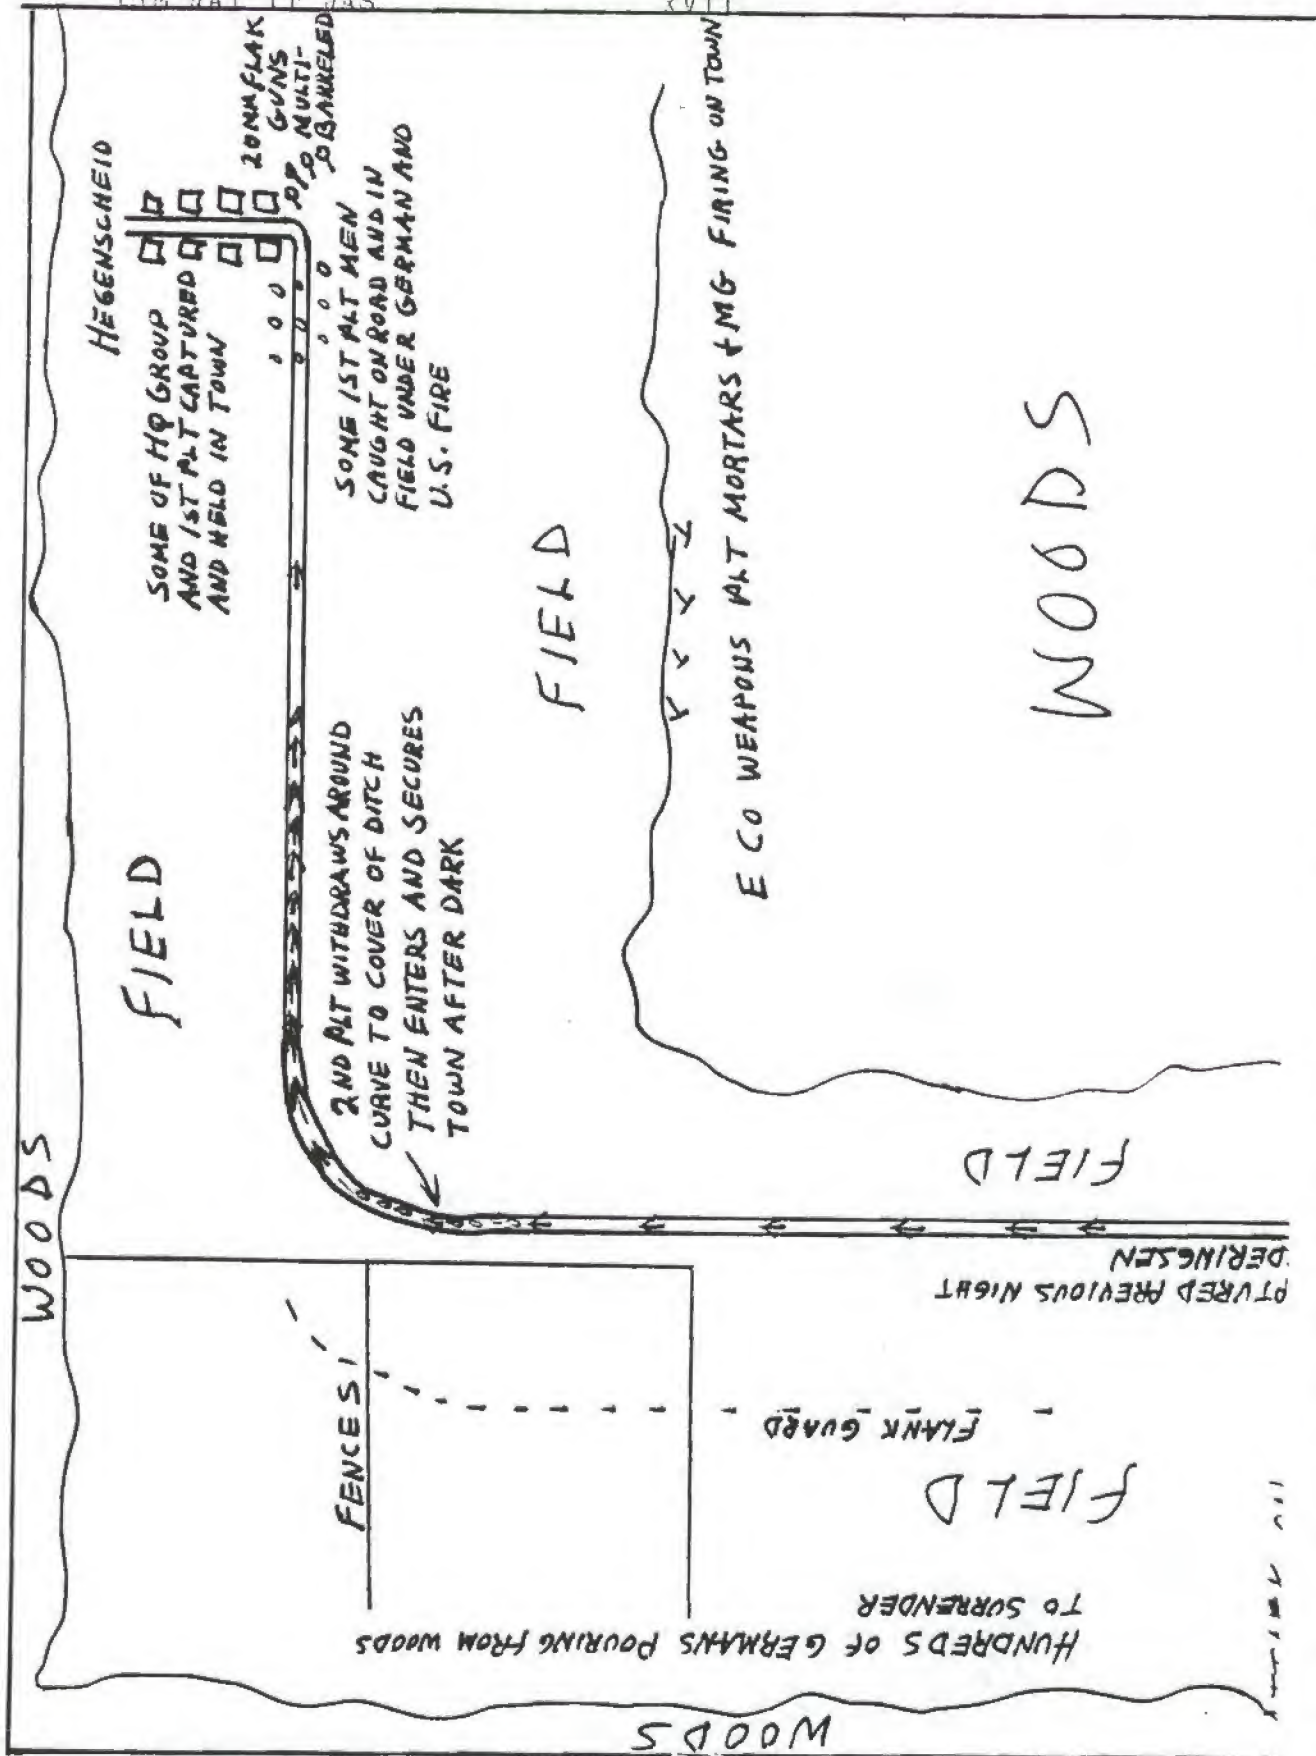 WOODS
HEGENSCHEID
20MM FLAK
GUNS
MULTI-
BARRELED
SOME OF HQ GROUP
AND 1ST PLT CAPTURED
AND HELD IN TOWN
SOME 1ST PLT MEN
CAUGHT ON ROAD AND IN
FIELD UNDER GERMAN AND
U.S. FIRE
FIELD
2ND PLT WITHDRAWS AROUND
CURVE TO COVER OF DITCH
THEN ENTERS AND SECURES
TOWN AFTER DARK
FIELD
E CO WEAPONS PLT MORTARS + MG FIRING ON TOWN
WOODS
FIELD
PTURED PREVIOUS NIGHT
DERINGSEN
FENCES
FLANK GUARD
FIELD
HUNDREDS OF GERMANS POURING FROM WOODS
TO SURRENDER
WOODS